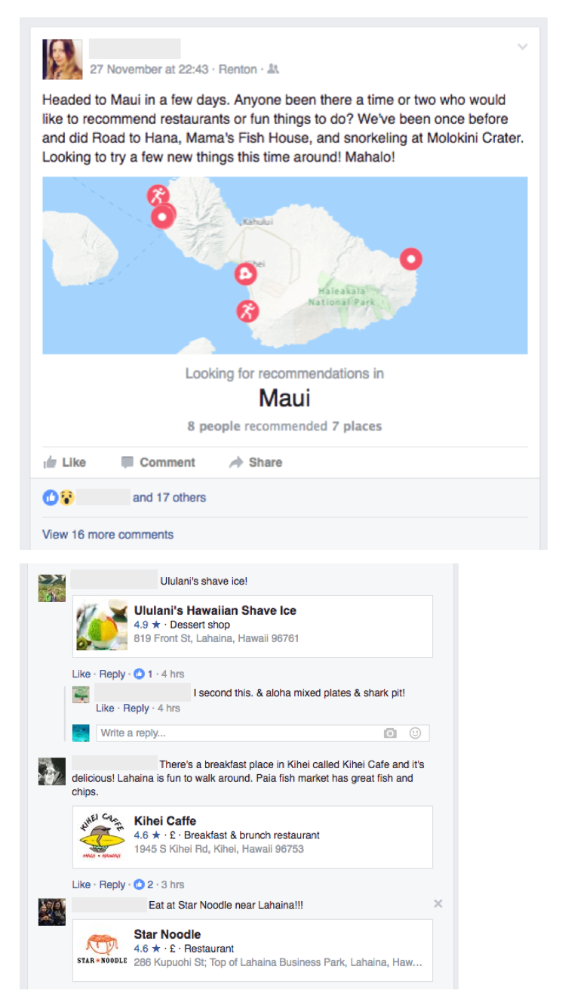 27 November at 22:43 · Renton ·
Headed to Maui in a few days. Anyone been there a time or two who would
like to recommend restaurants or fun things to do? We've been once before
and did Road to Hana, Mama's Fish House, and snorkeling at Molokini Crater.
Looking to try a few new things this time around! Mahalo!
Kahului
Haleakala
National Park
Looking for recommendations in
Maui
8 people recommended 7 places
Like Comment Share
and 17 others
View 16 more comments
Ululani's shave ice!
Ululani's Hawaiian Shave Ice
4.9 ★ · Dessert shop
819 Front St, Lahaina, Hawaii 96761
Like · Reply · 1 · 4 hrs
I second this. & aloha mixed plates & shark pit!
Like · Reply · 4 hrs
Write a reply...
There's a breakfast place in Kihei called Kihei Cafe and it's
delicious! Lahaina is fun to walk around. Paia fish market has great fish and
chips.
KIHEI CAFFE
MAUI • HAWAII
Kihei Caffe
4.6 ★ · £ · Breakfast & brunch restaurant
1945 S Kihei Rd, Kihei, Hawaii 96753
Like · Reply · 2 · 3 hrs
Eat at Star Noodle near Lahaina!!!
STAR★NOODLE
Star Noodle
4.6 ★ · £ · Restaurant
286 Kupuohi St; Top of Lahaina Business Park, Lahaina, Haw...